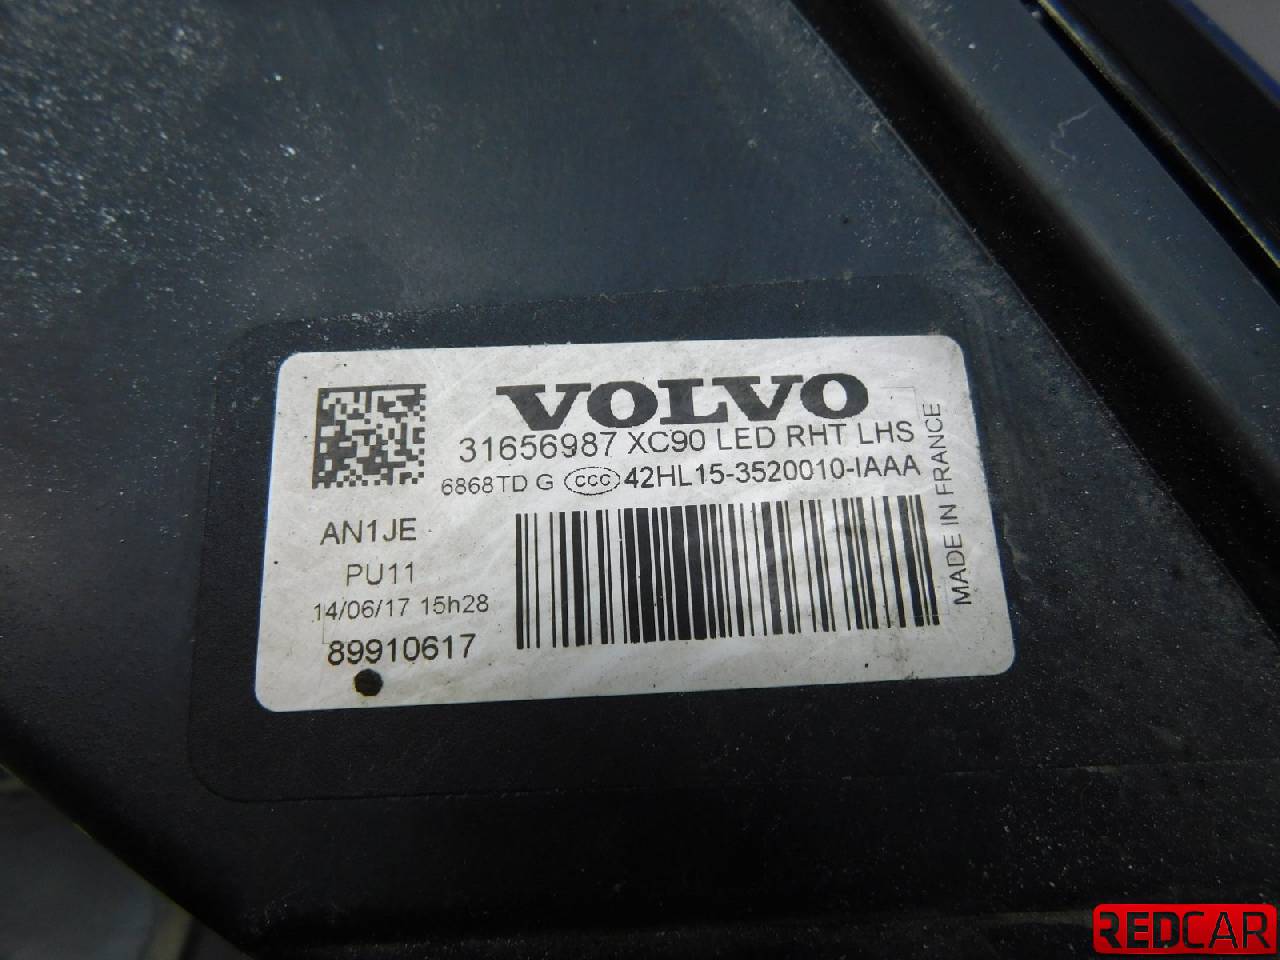 VOLVO
31656987 XC90 LED RHT LHS
6868TD G CCC 42HL15-3520010-IAAA
MADE IN FRANCE
AN1JE
PU11
14/06/17 15h28
89910617
REDCAR